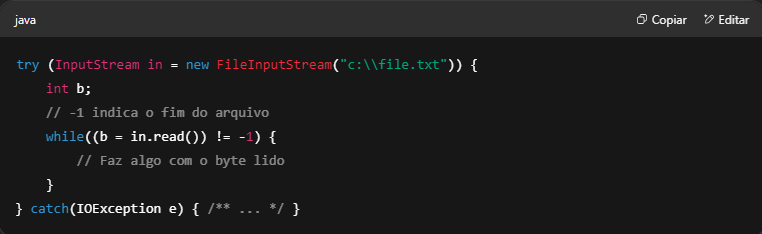 java Copiar Editar
try (InputStream in = new FileInputStream("c:\\file.txt")) {
    int b;
    // -1 indica o fim do arquivo
    while((b = in.read()) != -1) {
        // Faz algo com o byte lido
    }
} catch(IOException e) { /** ... */ }